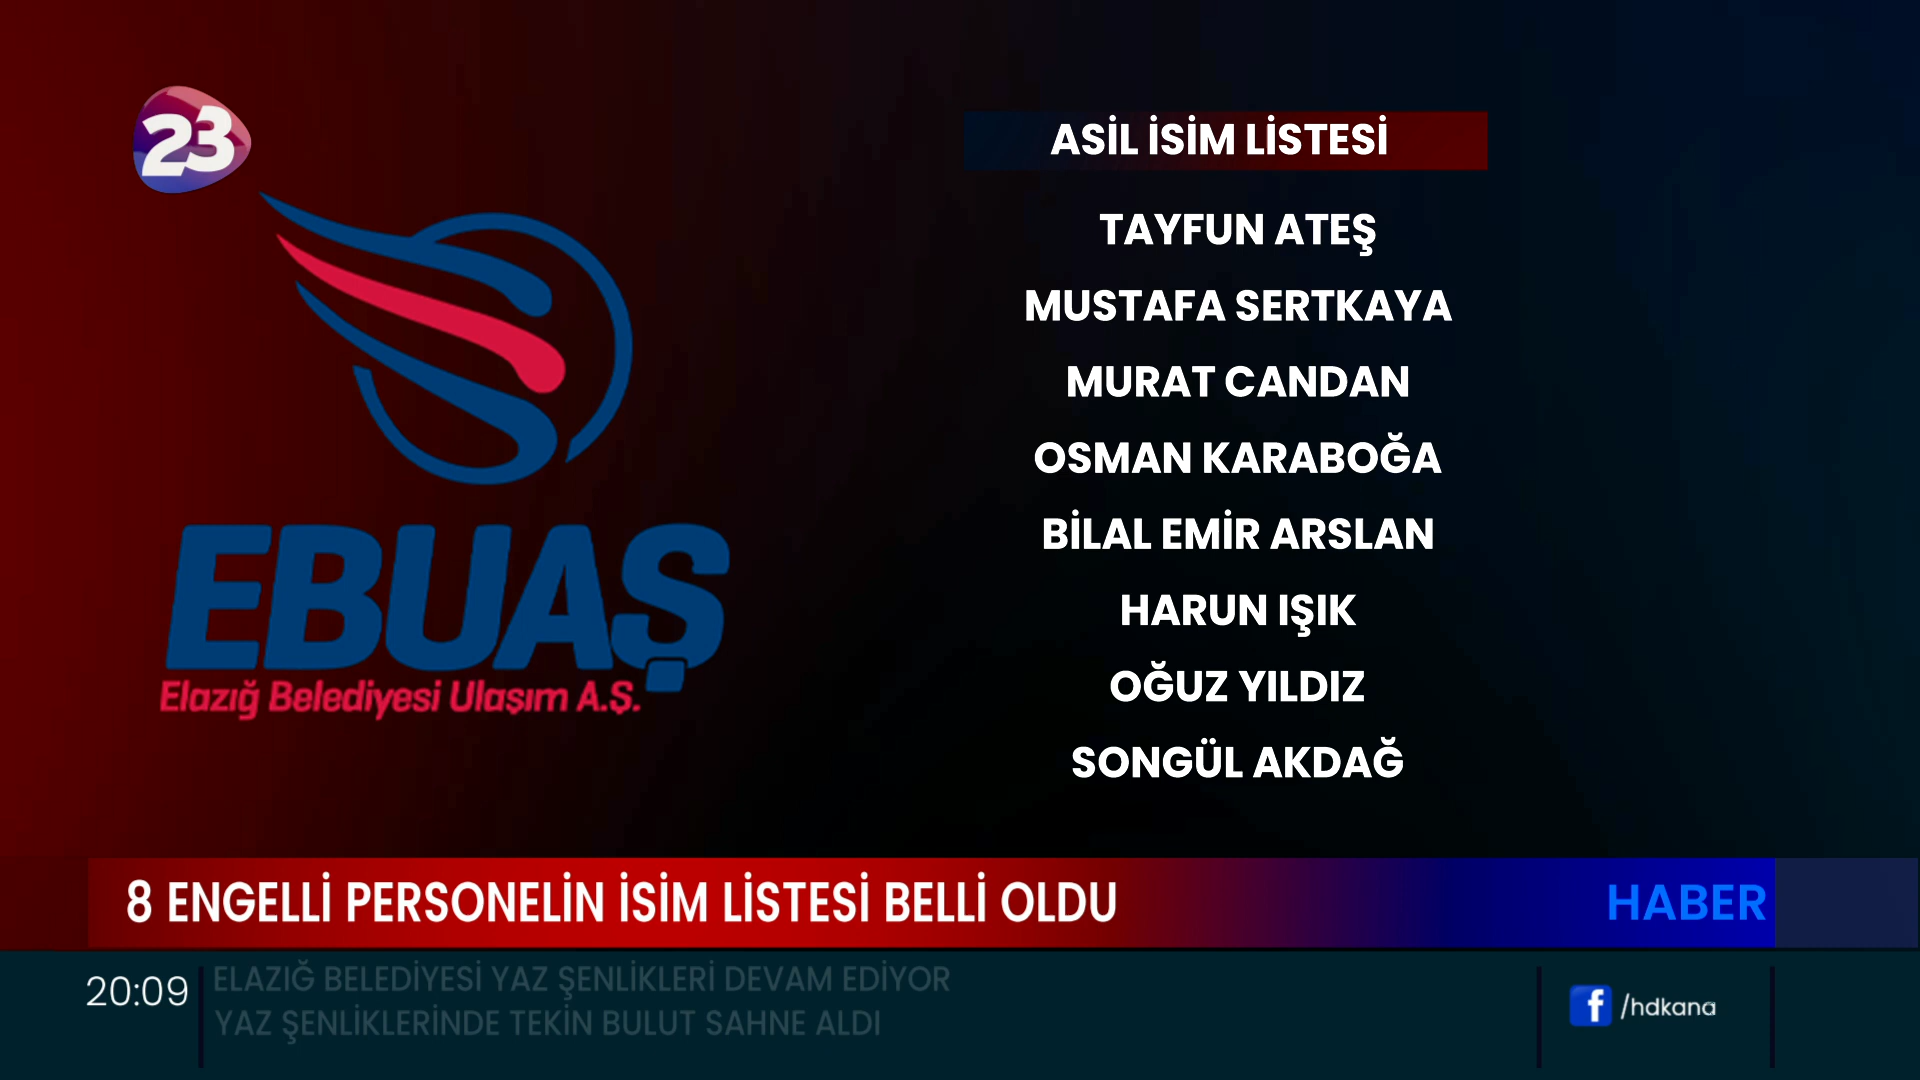 23
ASİL İSİM LİSTESİ
TAYFUN ATEŞ
MUSTAFA SERTKAYA
MURAT CANDAN
OSMAN KARABOĞA
BİLAL EMİR ARSLAN
HARUN IŞIK
OĞUZ YILDIZ
SONGÜL AKDAĞ
EBUAŞ
Elazığ Belediyesi Ulaşım A.Ş.
8 ENGELLİ PERSONELİN İSİM LİSTESİ BELLİ OLDU
HABER
20:09
ELAZIĞ BELEDİYESİ YAZ ŞENLİKLERİ DEVAM EDİYOR
YAZ ŞENLİKLERİNDE TEKİN BULUT SAHNE ALDI
f /hdkana